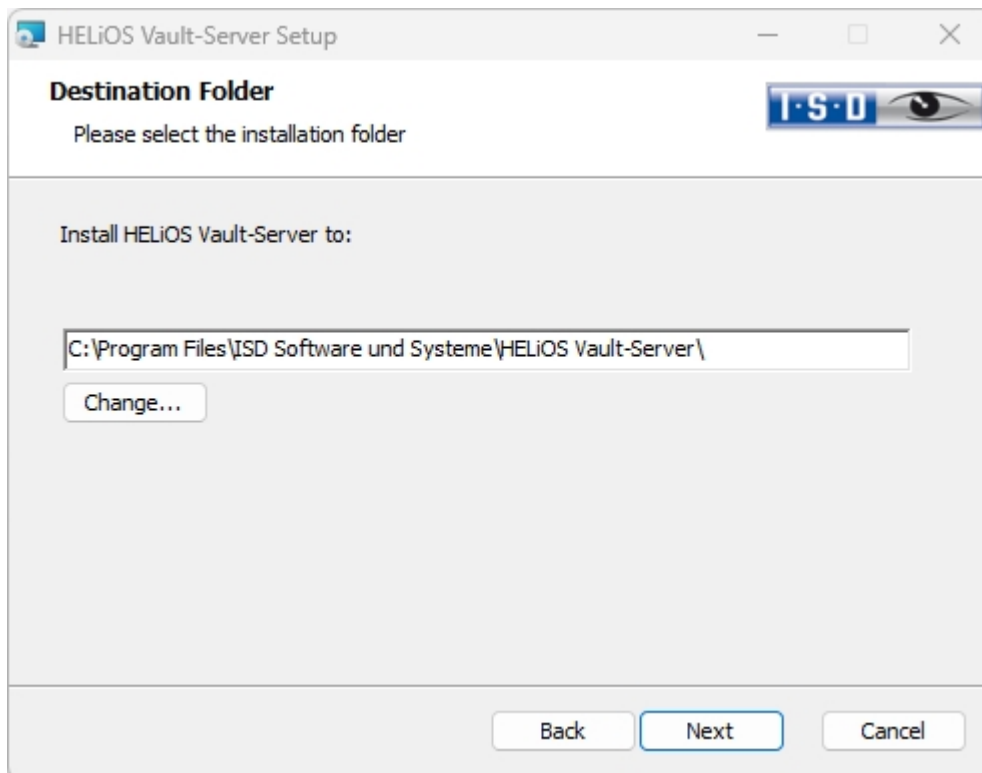 HELiOS Vault-Server Setup
Destination Folder
Please select the installation folder
I·S·D
Install HELiOS Vault-Server to:
C:\Program Files\ISD Software und Systeme\HELiOS Vault-Server\
Change...
Back
Next
Cancel